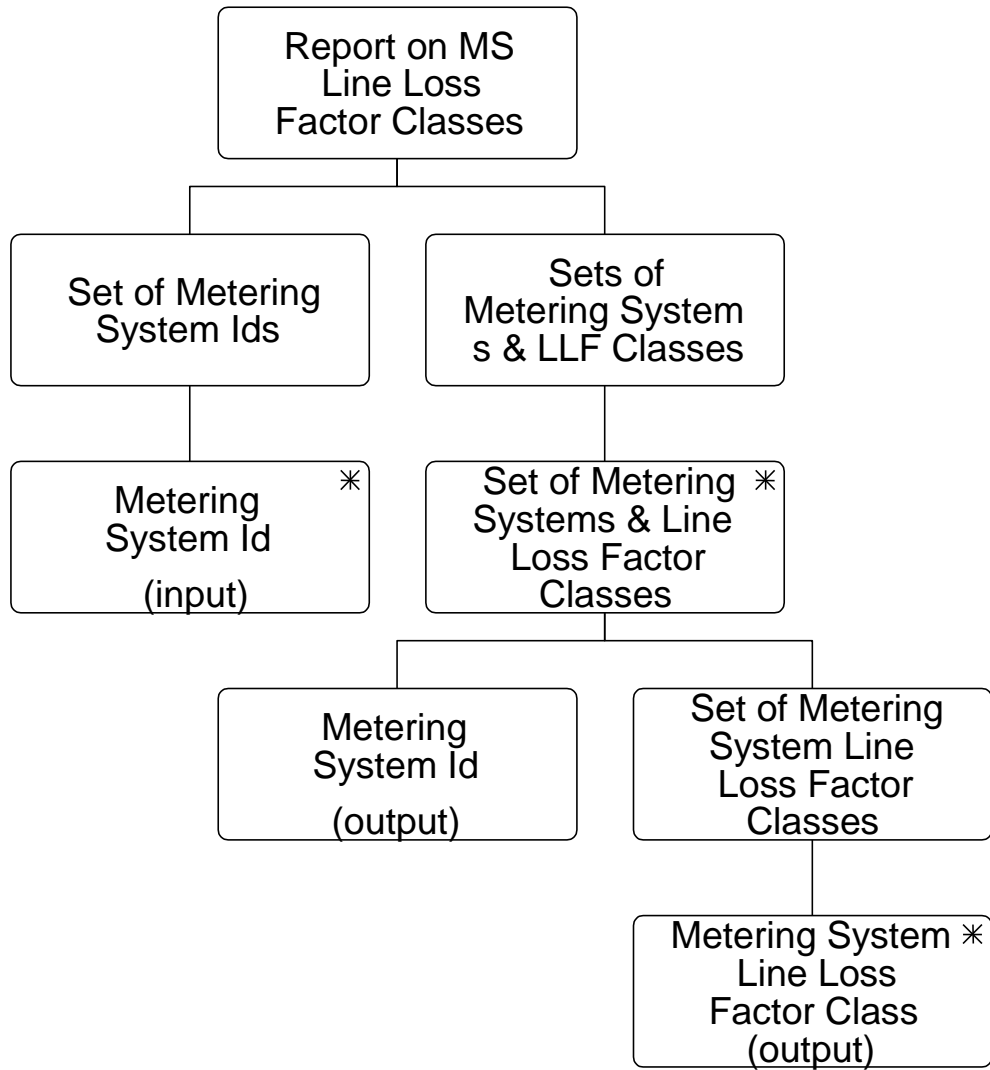 Report on MS
Line Loss
Factor Classes
Set of Metering
System Ids
Sets of
Metering System
s & LLF Classes
Metering
System Id
(input)
Set of Metering
Systems & Line
Loss Factor
Classes
Metering
System Id
(output)
Set of Metering
System Line
Loss Factor
Classes
Metering System
Line Loss
Factor Class
(output)